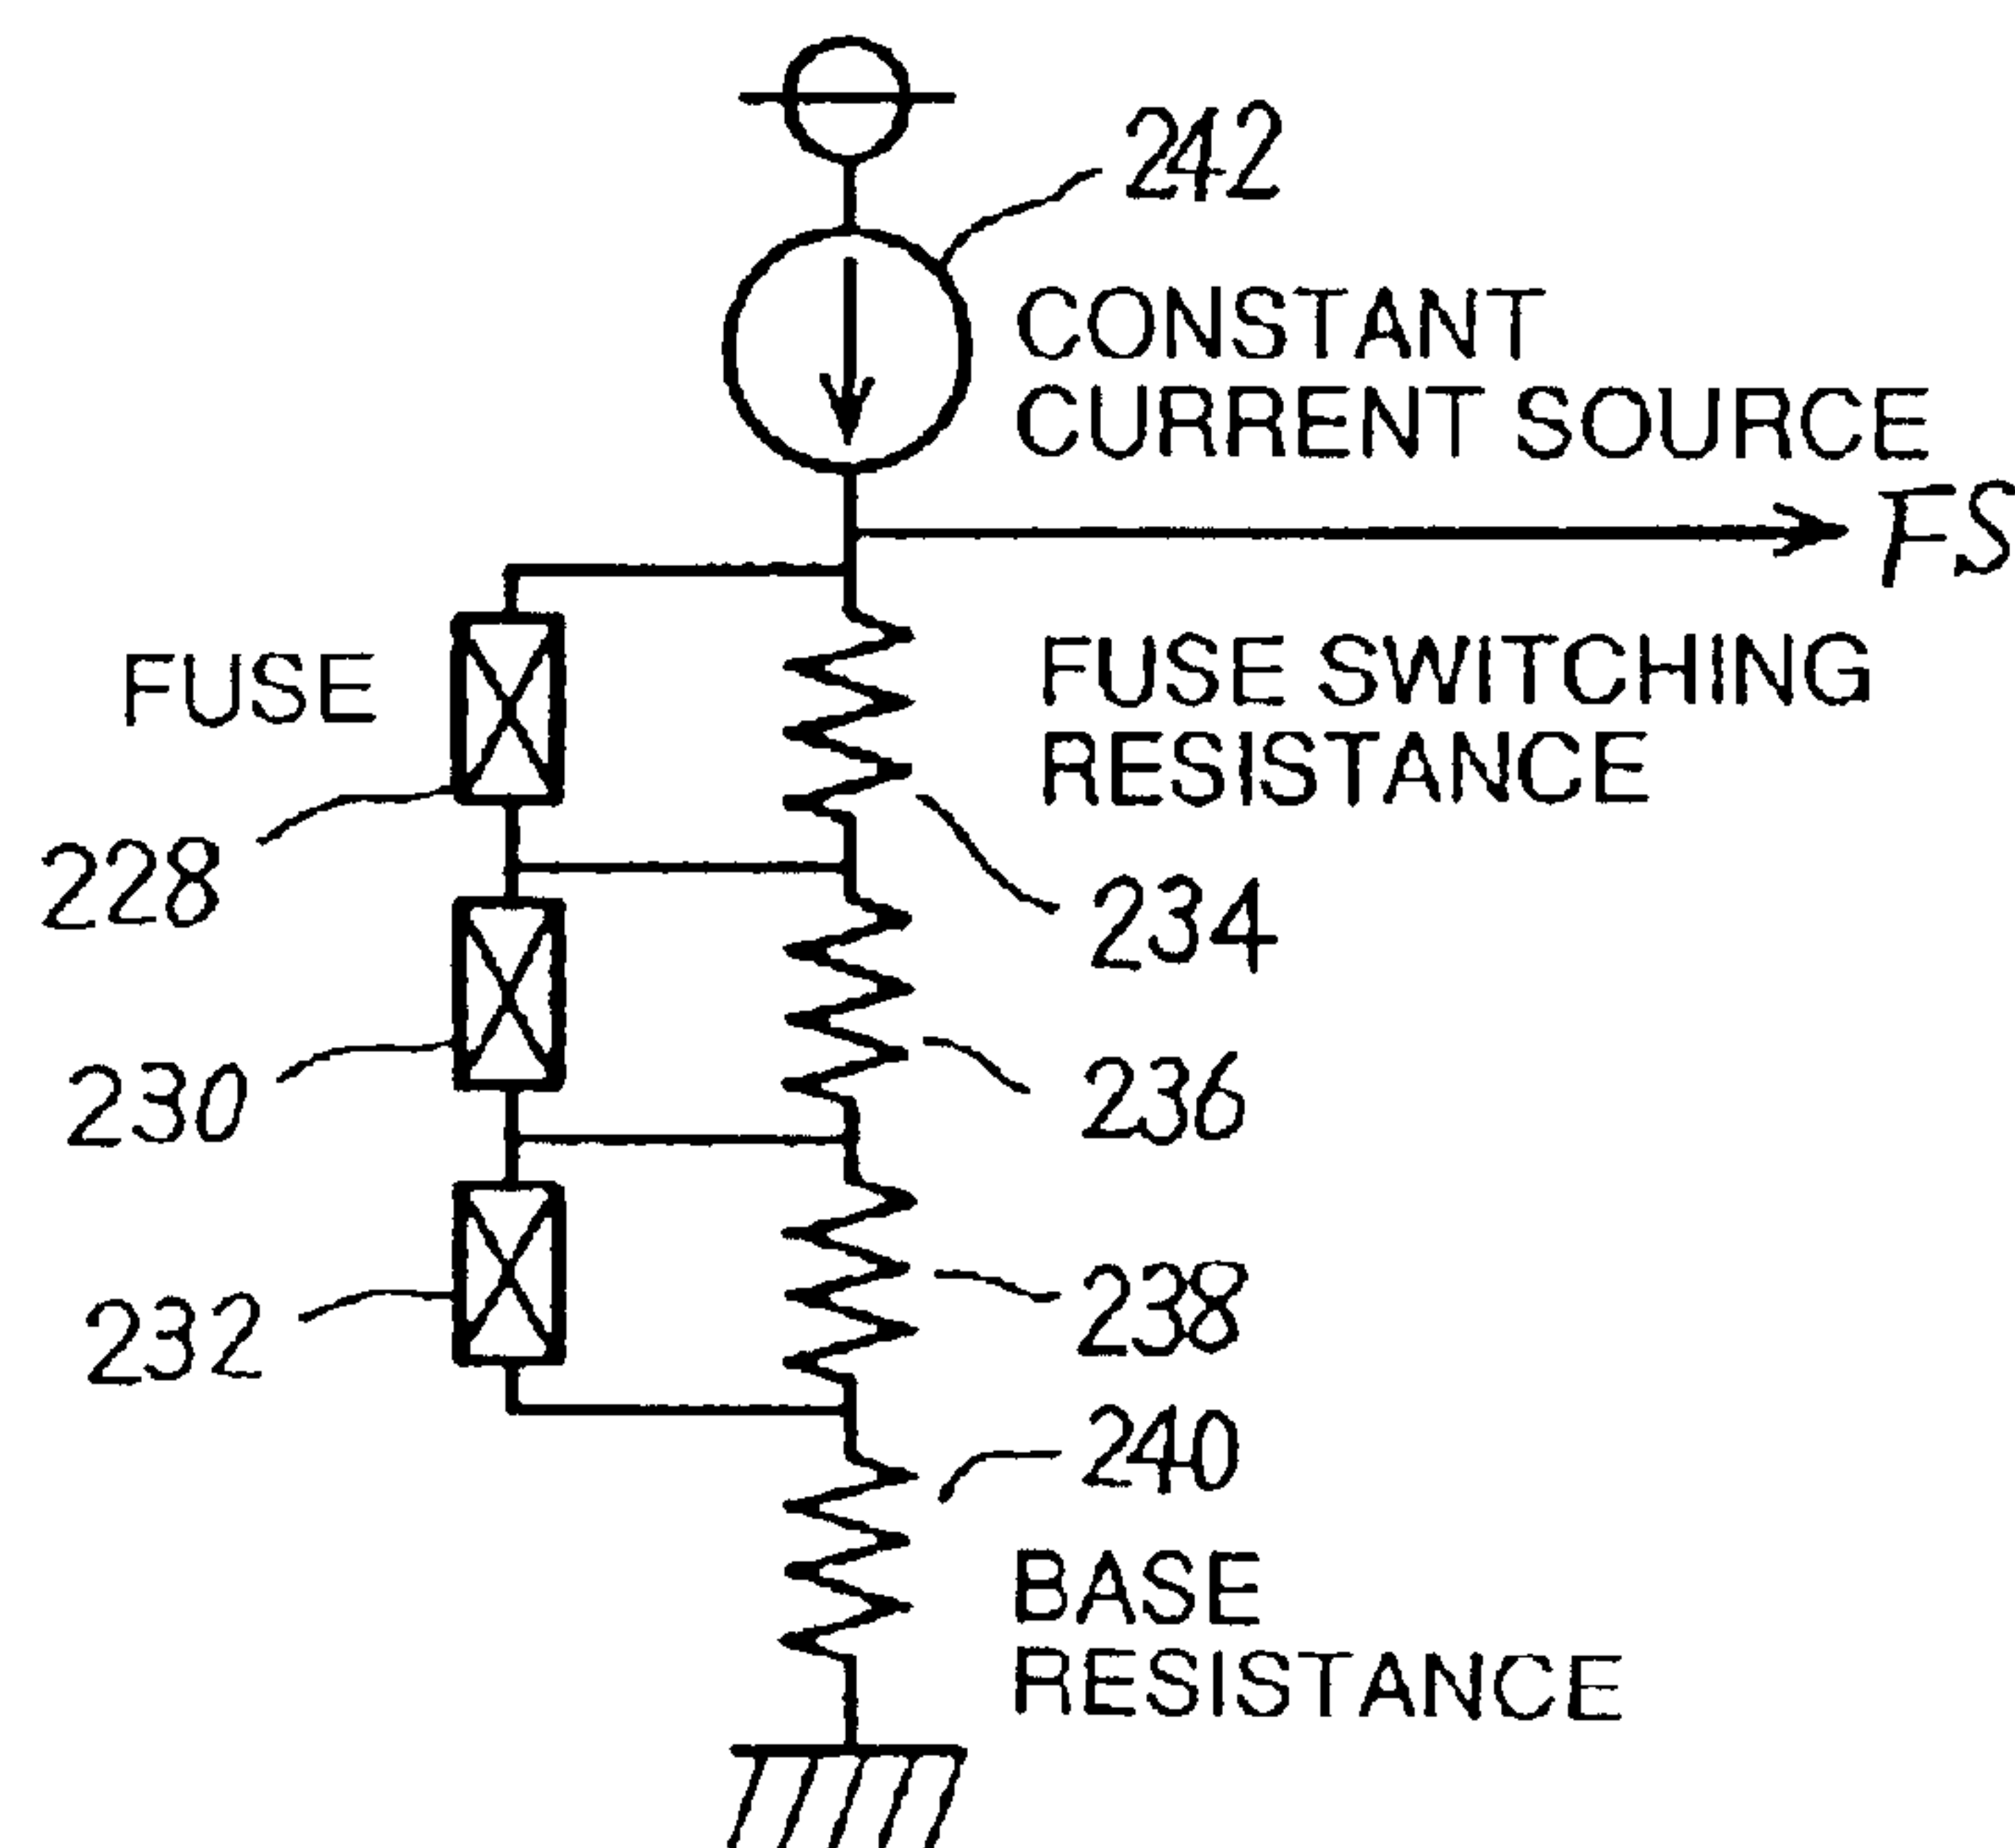 242
CONSTANT
CURRENT SOURCE
FS
FUSE
FUSE SWITCHING
RESISTANCE
228
234
230
236
232
238
240
BASE
RESISTANCE